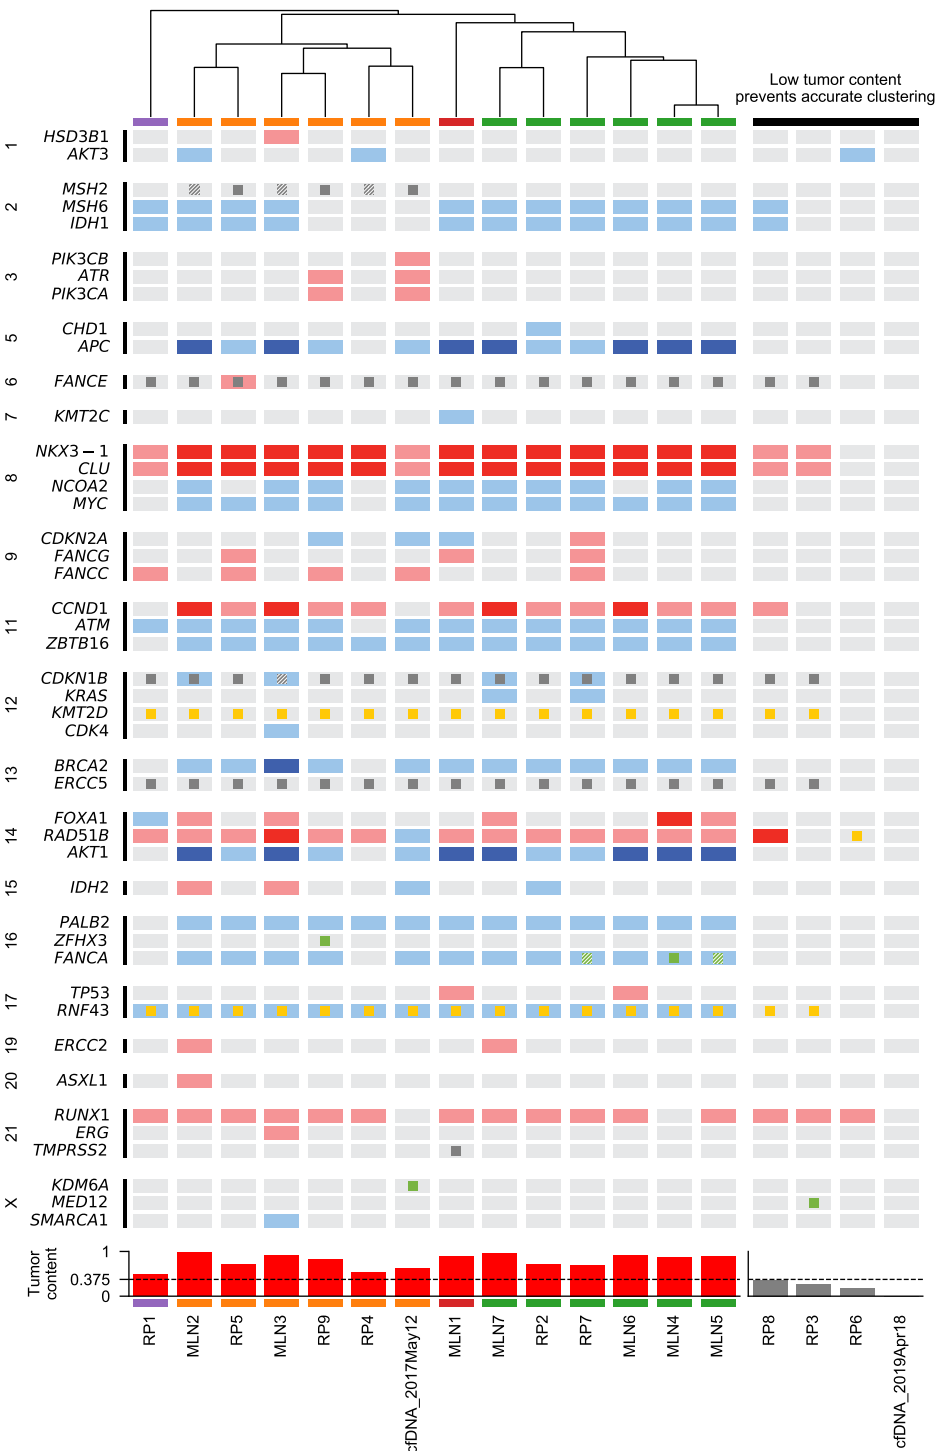 Low tumor content
prevents accurate clustering
1
HSD3B1
AKT3
2
MSH2
MSH6
IDH1
3
PIK3CB
ATR
PIK3CA
5
CHD1
APC
6
FANCE
7
KMT2C
8
NKX3−1
CLU
NCOA2
MYC
9
CDKN2A
FANCG
FANCC
11
CCND1
ATM
ZBTB16
12
CDKN1B
KRAS
KMT2D
CDK4
13
BRCA2
ERCC5
14
FOXA1
RAD51B
AKT1
15
IDH2
16
PALB2
ZFHX3
FANCA
17
TP53
RNF43
19
ERCC2
20
ASXL1
21
RUNX1
ERG
TMPRSS2
X
KDM6A
MED12
SMARCA1
Tumor
content
1
0.375
0
RP1
MLN2
RP5
MLN3
RP9
RP4
cfDNA_2017May12
MLN1
MLN7
RP2
RP7
MLN6
MLN4
MLN5
RP8
RP3
RP6
cfDNA_2019Apr18